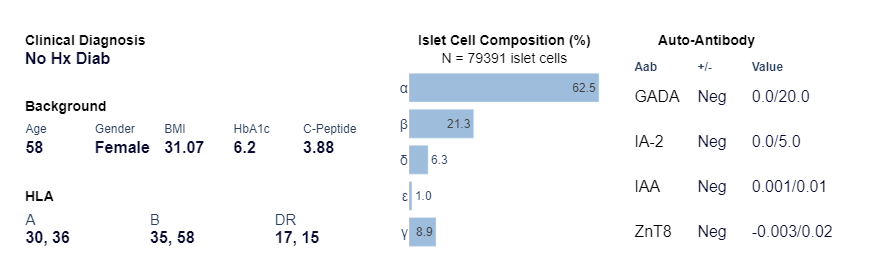 Clinical Diagnosis
No Hx Diab
Background
Age Gender BMI HbA1c C-Peptide
58 Female 31.07 6.2 3.88
HLA
A B DR
30, 36 35, 58 17, 15
Islet Cell Composition (%)
N = 79391 islet cells
α 62.5
β 21.3
δ 6.3
ε 1.0
γ 8.9
Auto-Antibody
Aab +/- Value
GADA Neg 0.0/20.0
IA-2 Neg 0.0/5.0
IAA Neg 0.001/0.01
ZnT8 Neg -0.003/0.02